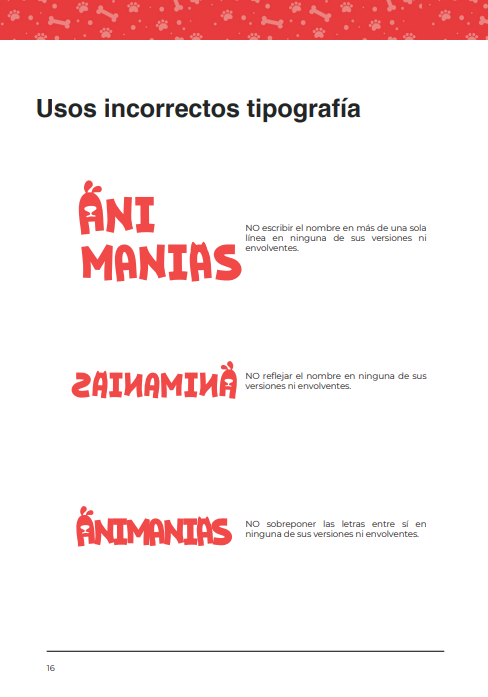 Usos incorrectos tipografía
ANI
MANIAS
NO escribir el nombre en más de una sola
línea en ninguna de sus versiones ni
envolventes.
ANIMANIAS
NO reflejar el nombre en ninguna de sus
versiones ni envolventes.
ANIMANIAS
NO sobreponer las letras entre sí en
ninguna de sus versiones ni envolventes.
16